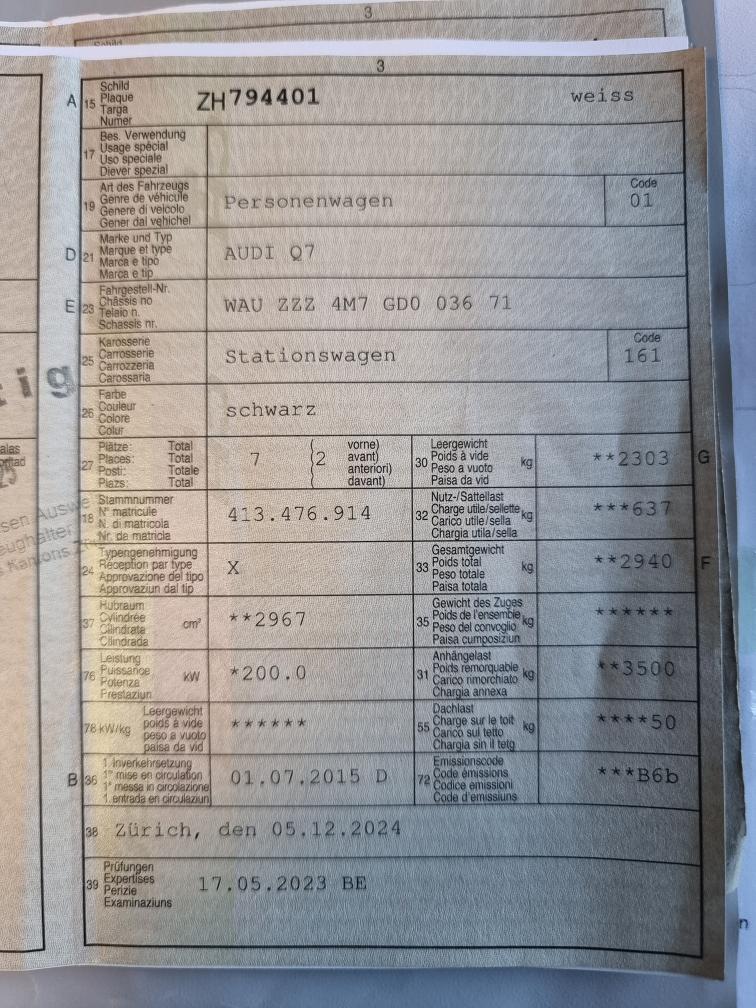 3
Schild
3
A 15 Schild
Plaque
Targa
Numer
ZH 794401 weiss
17 Bes. Verwendung
Usage spécial
Uso speciale
Diever spezial
19 Art des Fahrzeugs
Genre de véhicule
Genere di veicolo
Gener dal vehichel
Personenwagen
Code
01
D 21 Marke und Typ
Marque et type
Marca e tipo
Marca e tip
AUDI Q7
E 23 Fahrgestell-Nr.
Châssis no
Telaio n.
Schassis nr.
WAU ZZZ 4M7 GD0 036 71
25 Karosserie
Carrosserie
Carrozzeria
Carossaria
Stationswagen
Code
161
26 Farbe
Couleur
Colore
Colur
schwarz
27 Plätze: Total
Places: Total
Posti: Totale
Plazs: Total
7 (2 vorne)
avant)
anteriori)
davant)
30 Leergewicht
Poids à vide
Peso a vuoto
Paisa da vid
kg
**2303 G
18 Stammnummer
N° matricule
N. di matricola
Nr. da matricla
413.476.914
32 Nutz-/Sattellast
Charge utile/sellette
Carico utile/sella
Chargia utila/sella
kg
***637
24 Typengenehmigung
Réception par type
Approvazione del tipo
Approvaziun dal tip
X
33 Gesamtgewicht
Poids total
Peso totale
Paisa totala
kg
**2940 F
37 Hubraum
Cylindrée
Cilindrata
Cilindrada
cm³
**2967
35 Gewicht des Zuges
Poids de l'ensemble
Peso del convoglio
Paisa cumposiziun
kg
******
76 Leistung
Puissance
Potenza
Prestaziun
kW
*200.0
31 Anhängelast
Poids remorquable
Carico rimorchiato
Chargia annexa
kg
**3500
78 kW/kg Leergewicht
poids à vide
peso a vuoto
paisa da vid
******
55 Dachlast
Charge sur le toit
Carico sul tetto
Chargia sin il tetg
kg
****50
B 36 1. Inverkehrsetzung
1re mise en circulation
1a messa in circolazione
1. entrada en circulaziun
01.07.2015 D
72 Emissionscode
Code émissions
Codice emissioni
Code d'emissiuns
***B6b
38 Zürich, den 05.12.2024
39 Prüfungen
Expertises
Perizie
Examinaziuns
17.05.2023 BE